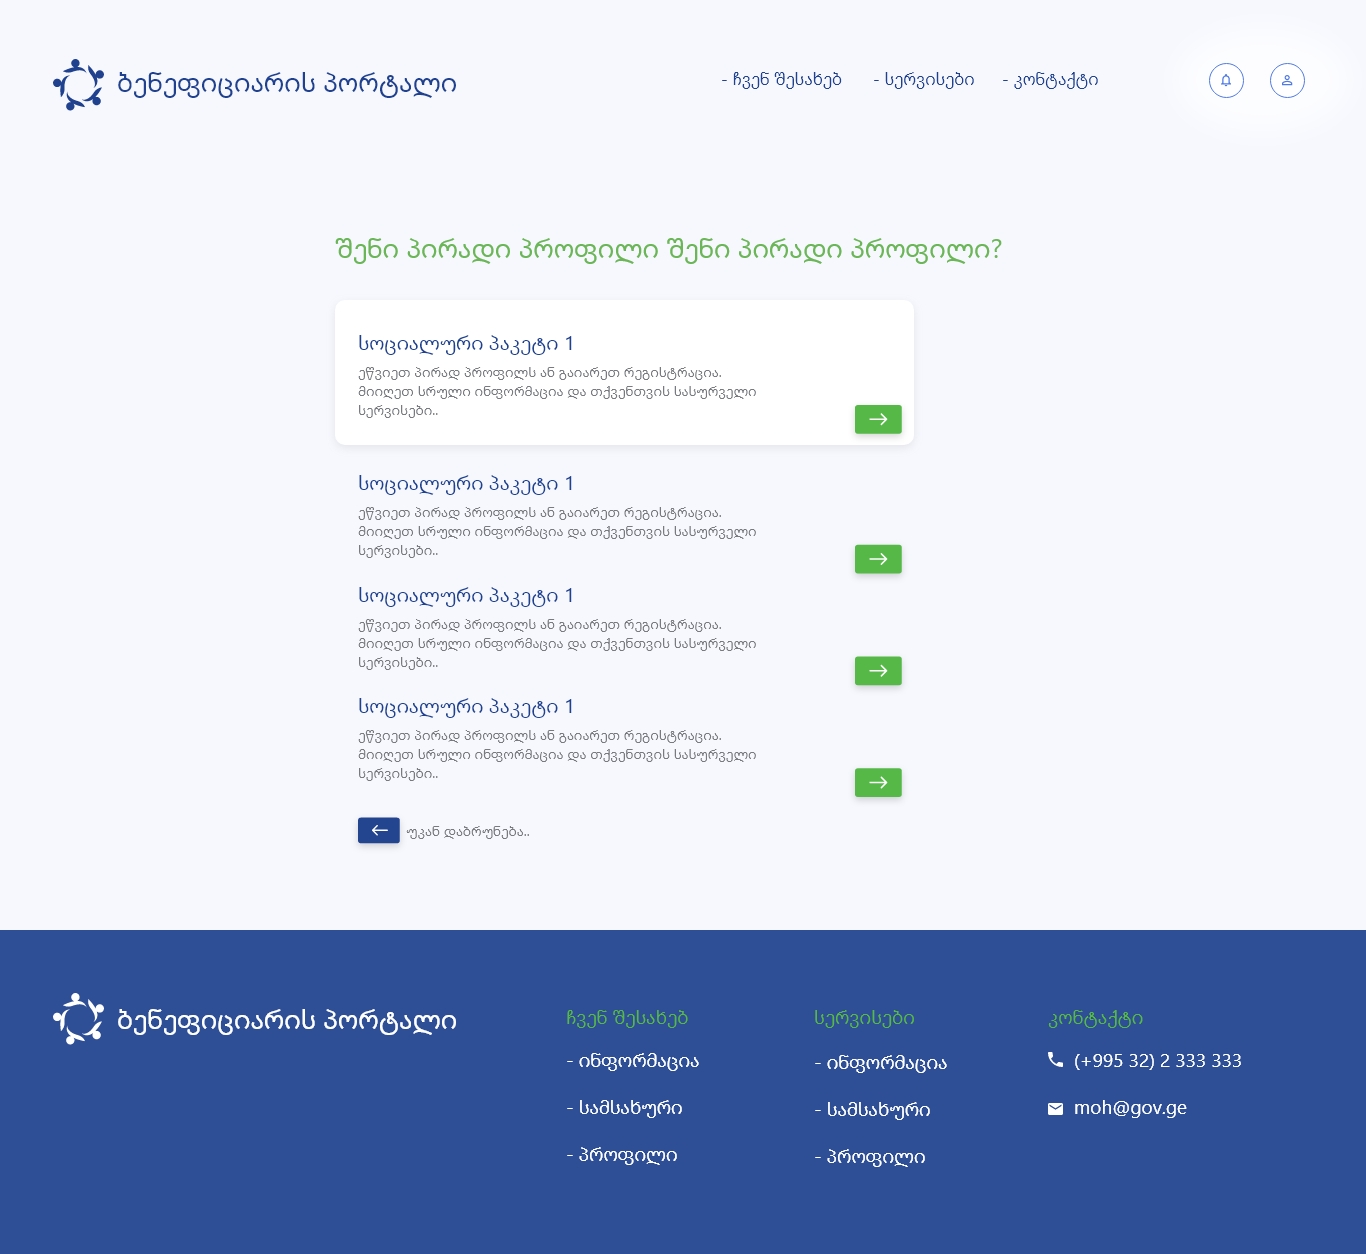 ბენეფიციარის პორტალი
- ჩვენ შესახებ
- სერვისები
- კონტაქტი
შენი პირადი პროფილი შენი პირადი პროფილი?
სოციალური პაკეტი 1
ეწვიეთ პირად პროფილს ან გაიარეთ რეგისტრაცია.
მიიღეთ სრული ინფორმაცია და თქვენთვის სასურველი
სერვისები..
სოციალური პაკეტი 1
ეწვიეთ პირად პროფილს ან გაიარეთ რეგისტრაცია.
მიიღეთ სრული ინფორმაცია და თქვენთვის სასურველი
სერვისები..
სოციალური პაკეტი 1
ეწვიეთ პირად პროფილს ან გაიარეთ რეგისტრაცია.
მიიღეთ სრული ინფორმაცია და თქვენთვის სასურველი
სერვისები..
სოციალური პაკეტი 1
ეწვიეთ პირად პროფილს ან გაიარეთ რეგისტრაცია.
მიიღეთ სრული ინფორმაცია და თქვენთვის სასურველი
სერვისები..
უკან დაბრუნება..
ბენეფიციარის პორტალი
ჩვენ შესახებ
- ინფორმაცია
- სამსახური
- პროფილი
სერვისები
- ინფორმაცია
- სამსახური
- პროფილი
კონტაქტი
(+995 32) 2 333 333
moh@gov.ge